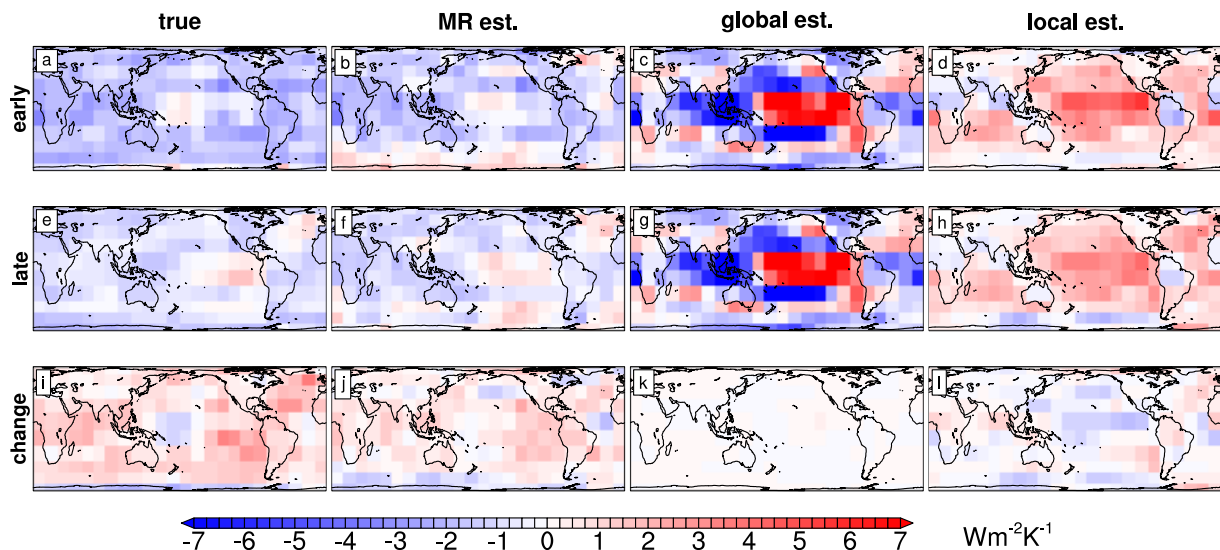 true MR est. global est. local est.
early
a b c d
late
e f g h
change
i j k l
-7 -6 -5 -4 -3 -2 -1 0 1 2 3 4 5 6 7 Wm⁻²K⁻¹